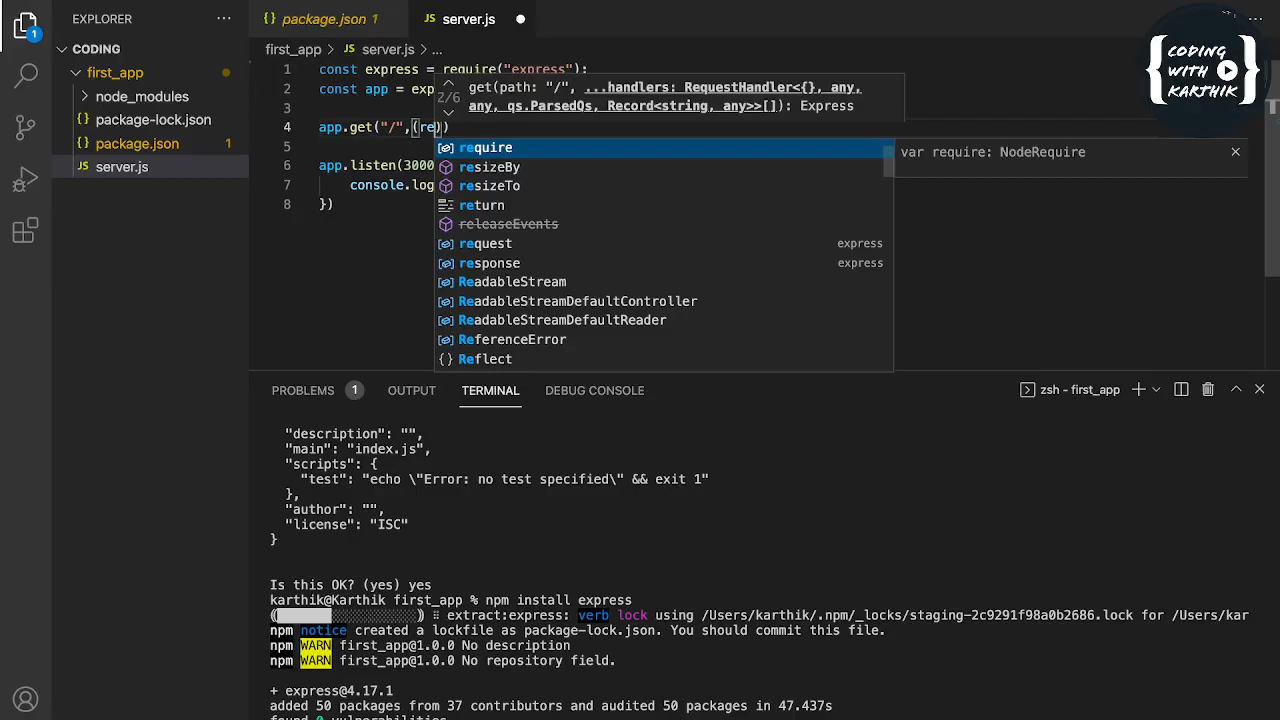 EXPLORER
package.json 1
server.js
CODING
first_app > JS server.js > ...
first_app
node_modules
package-lock.json
package.json 1
JS server.js
1
1 const express = require("express");
2 const app = exp
3
4 app.get("/",(re))
5
6 app.listen(3000
7 console.log
8 })
2/6
get(path: "/", ...handlers: RequestHandler<{}, any,
any, qs.ParsedQs, Record<string, any>>[]): Express
require
resizeBy
resizeTo
return
releaseEvents
request express
response express
ReadableStream
ReadableStreamDefaultController
ReadableStreamDefaultReader
ReferenceError
{} Reflect
var require: NodeRequire
CODING
WITH
KARTHIK
PROBLEMS 1 OUTPUT TERMINAL DEBUG CONSOLE
zsh - first_app
"description": "",
"main": "index.js",
"scripts": {
"test": "echo \"Error: no test specified\" && exit 1"
},
"author": "",
"license": "ISC"
}
Is this OK? (yes) yes
karthik@Karthik first_app % npm install express
extract:express: verb lock using /Users/karthik/.npm/_locks/staging-2c9291f98a0b2686.lock for /Users/kar
npm notice created a lockfile as package-lock.json. You should commit this file.
npm WARN first_app@1.0.0 No description
npm WARN first_app@1.0.0 No repository field.
+ express@4.17.1
added 50 packages from 37 contributors and audited 50 packages in 47.437s
found 0 vulnerabilities